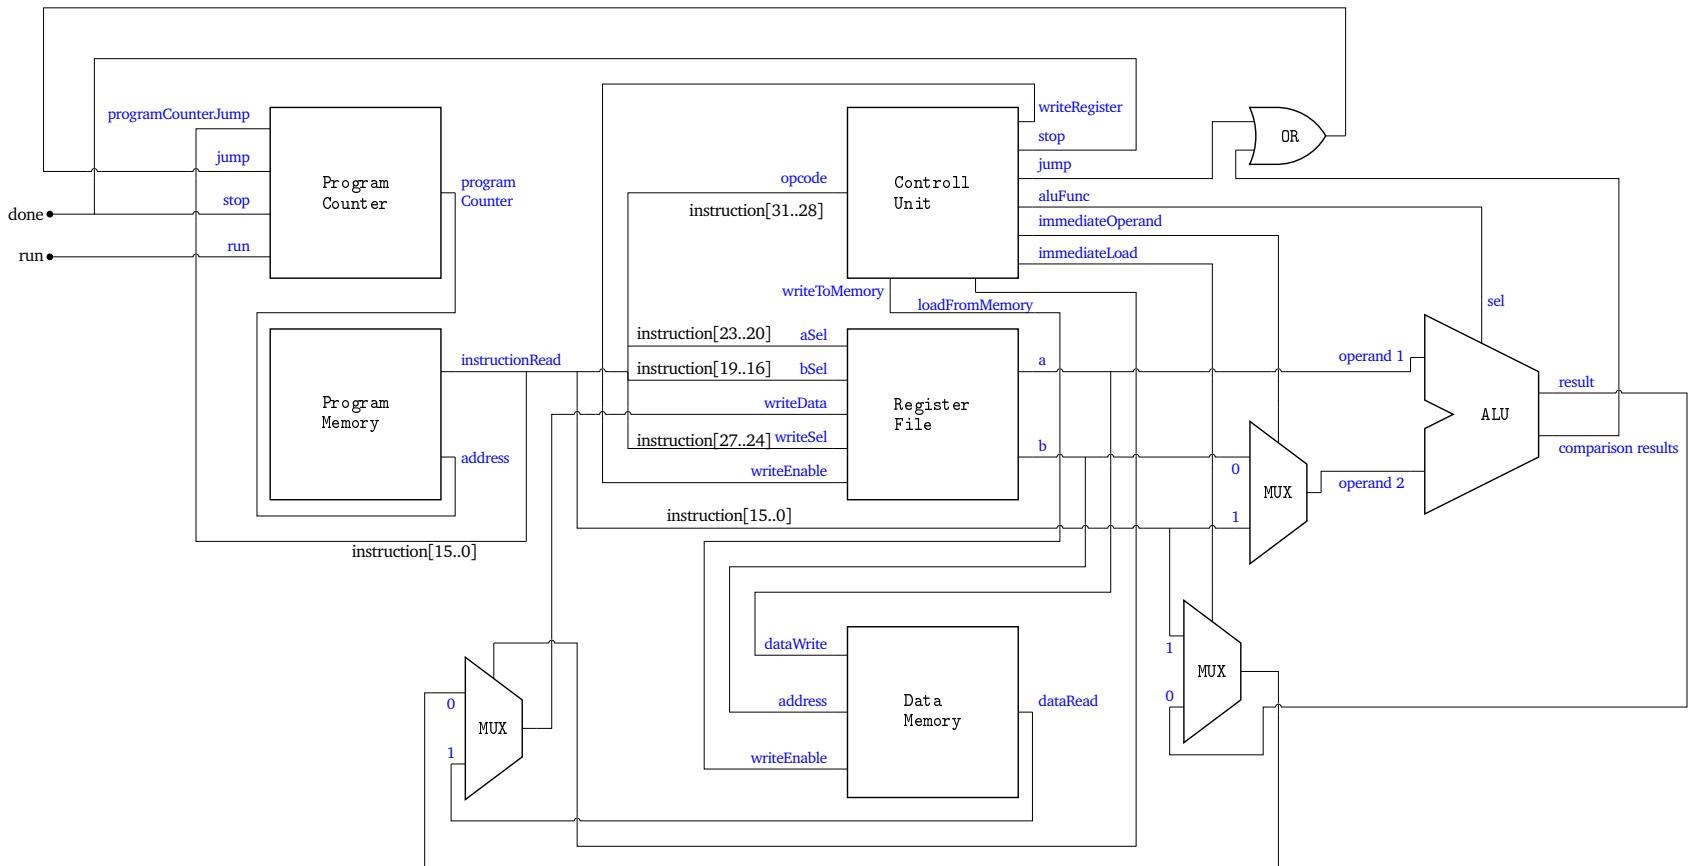 programCounterJump
jump
stop
run
done
run
Program
Counter
program
Counter
opcode
instruction[31..28]
Controll
Unit
writeRegister
stop
jump
aluFunc
immediateOperand
immediateLoad
writeToMemory
loadFromMemory
OR
sel
Program
Memory
instructionRead
address
instruction[15..0]
instruction[23..20]
aSel
instruction[19..16]
bSel
writeData
instruction[27..24]
writeSel
writeEnable
Register
File
a
b
instruction[15..0]
0
1
MUX
operand 1
operand 2
ALU
result
comparison results
dataWrite
address
writeEnable
Data
Memory
dataRead
1
0
MUX
0
1
MUX